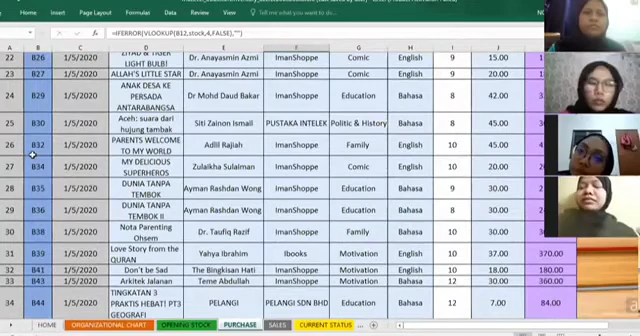 Home Insert Page Layout Formulas Data Review View Tell me what you want to do
=IFERROR(VLOOKUP(B12,stock,4,FALSE),"")
A B C D E F G H I J
22 B26 1/5/2020 ZIYAD & TIGER LIGHT BULB! Dr. Anayasmin Azmi ImanShoppe Comic English 9 15.00
23 B27 1/5/2020 ALLAH'S LITTLE STAR Dr. Anayasmin Azmi ImanShoppe Comic English 9 20.00
24 B29 1/5/2020 ANAK DESA KE PERSADA ANTARABANGSA Dr Mohd Daud Bakar ImanShoppe Education Bahasa 8 42.00
25 B30 1/5/2020 Aceh: suara dari hujung tambak Siti Zainon Ismail PUSTAKA INTELEK Politic & History Bahasa 8 45.00
26 B32 1/5/2020 PARENTS WELCOME TO MY WORLD Adlil Rajiah ImanShoppe Family English 10 45.00
27 B34 1/5/2020 MY DELICIOUS SUPERHEROS Zulaikha Sulaiman ImanShoppe Comic English 10 20.00
28 B35 1/5/2020 DUNIA TANPA TEMBOK Ayman Rashdan Wong ImanShoppe Education Bahasa 9 30.00
29 B36 1/5/2020 DUNIA TANPA TEMBOK II Ayman Rashdan Wong ImanShoppe Education Bahasa 8 30.00
30 B38 1/5/2020 Nota Parenting Ohsem Dr. Taufiq Razif ImanShoppe Family Bahasa 10 30.00
31 B39 1/5/2020 Love Story from the QURAN Yahya Ibrahim Ibooks Motivation English 10 37.00 370.00
32 B41 1/5/2020 Don't be Sad The Bingkisan Hati ImanShoppe Motivation English 10 18.00 180.00
33 B43 1/5/2020 Arkitek Jalanan Teme Abdullah ImanShoppe Motivation Bahasa 12 30.00 360.00
34 B44 1/5/2020 TINGKATAN 3 PRAKTIS HEBAT! PT3 GEOGRAFI PELANGI PELANGI SDN BHD Education Bahasa 12 7.00 84.00
HOME ORGANIZATIONAL CHART OPENING STOCK PURCHASE SALES CURRENT STATUS ...